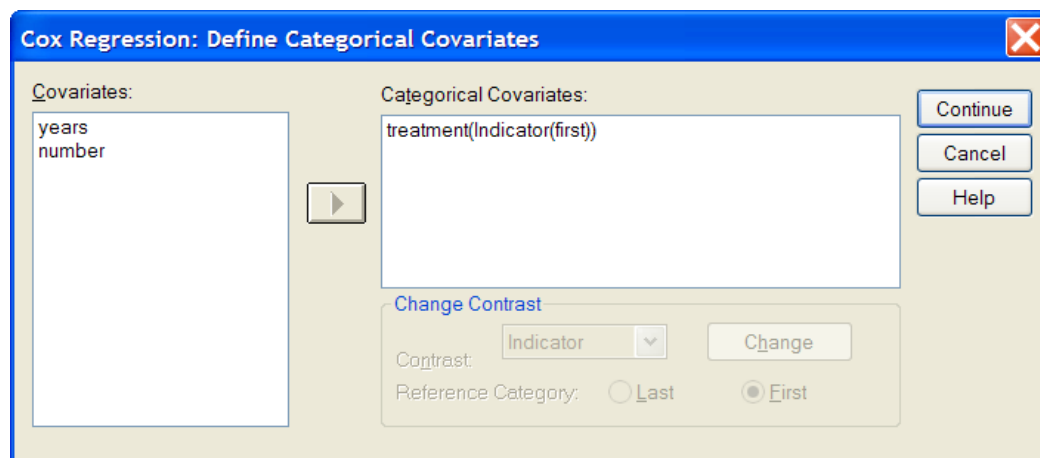 Cox Regression: Define Categorical Covariates
Covariates:
years
number
Categorical Covariates:
treatment(Indicator(first))
Continue
Cancel
Help
Change Contrast
Contrast:
Indicator
Change
Reference Category:
Last
First